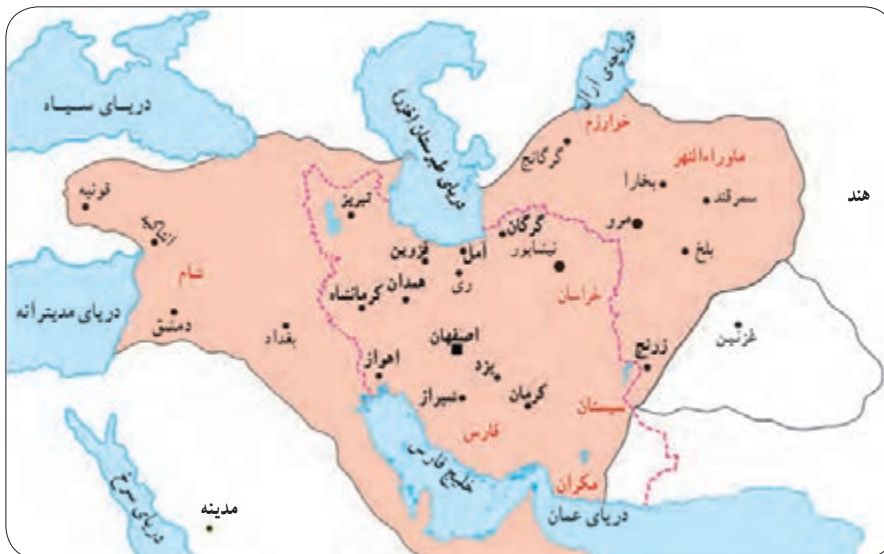 دریاچه‌ی آرال
دریای سیاه
دریای طبرستان (خزر)
خوارزم
گرگانج
ماوراءالنهر
بخارا
سمرقند
هند
قونیه
تبریز
مرو
انتاکیه
گرگان
نیشابور
بلخ
قزوین
آمل
ری
شام
همدان
خراسان
کرمانشاه
دریای مدیترانه
دمشق
بغداد
اصفهان
غزنین
زرنج
اهواز
یزد
شیراز
کرمان
سیستان
فارس
خلیج فارس
مکران
دریای سرخ
مدینه
دریای عمان